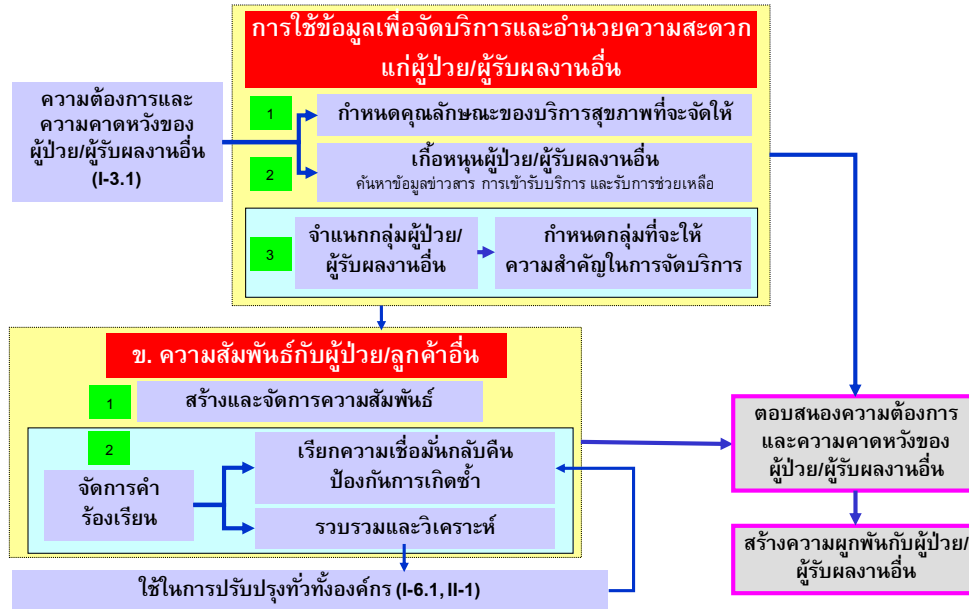 การใช้ข้อมูลเพื่อจัดบริการและอำนวยความสะดวก
แก่ผู้ป่วย/ผู้รับผลงานอื่น
ความต้องการและ
ความคาดหวังของ
ผู้ป่วย/ผู้รับผลงานอื่น
(I-3.1)
1
กำหนดคุณลักษณะของบริการสุขภาพที่จะจัดให้
2
เกื้อหนุนผู้ป่วย/ผู้รับผลงานอื่น
ค้นหาข้อมูลข่าวสาร การเข้ารับบริการ และรับการช่วยเหลือ
3
จำแนกกลุ่มผู้ป่วย/
ผู้รับผลงานอื่น
กำหนดกลุ่มที่จะให้
ความสำคัญในการจัดบริการ
ข. ความสัมพันธ์กับผู้ป่วย/ลูกค้าอื่น
1
สร้างและจัดการความสัมพันธ์
2
จัดการคำ
ร้องเรียน
เรียกความเชื่อมั่นกลับคืน
ป้องกันการเกิดซ้ำ
รวบรวมและวิเคราะห์
ใช้ในการปรับปรุงทั่วทั้งองค์กร (I-6.1, II-1)
ตอบสนองความต้องการ
และความคาดหวังของ
ผู้ป่วย/ผู้รับผลงานอื่น
สร้างความผูกพันกับผู้ป่วย/
ผู้รับผลงานอื่น